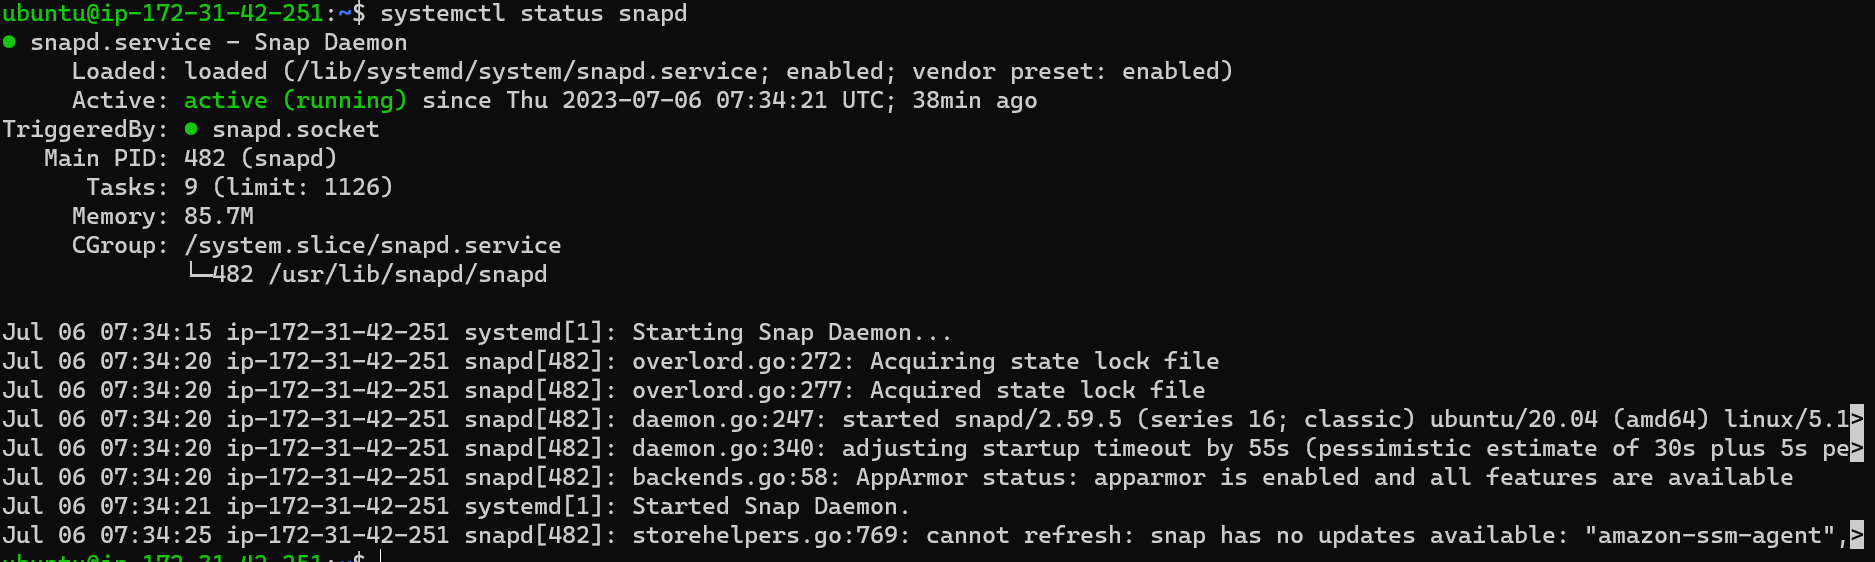 ubuntu@ip-172-31-42-251:~$ systemctl status snapd
● snapd.service - Snap Daemon
     Loaded: loaded (/lib/systemd/system/snapd.service; enabled; vendor preset: enabled)
     Active: active (running) since Thu 2023-07-06 07:34:21 UTC; 38min ago
TriggeredBy: ● snapd.socket
   Main PID: 482 (snapd)
      Tasks: 9 (limit: 1126)
     Memory: 85.7M
     CGroup: /system.slice/snapd.service
             └─482 /usr/lib/snapd/snapd

Jul 06 07:34:15 ip-172-31-42-251 systemd[1]: Starting Snap Daemon...
Jul 06 07:34:20 ip-172-31-42-251 snapd[482]: overlord.go:272: Acquiring state lock file
Jul 06 07:34:20 ip-172-31-42-251 snapd[482]: overlord.go:277: Acquired state lock file
Jul 06 07:34:20 ip-172-31-42-251 snapd[482]: daemon.go:247: started snapd/2.59.5 (series 16; classic) ubuntu/20.04 (amd64) linux/5.1>
Jul 06 07:34:20 ip-172-31-42-251 snapd[482]: daemon.go:340: adjusting startup timeout by 55s (pessimistic estimate of 30s plus 5s pe>
Jul 06 07:34:20 ip-172-31-42-251 snapd[482]: backends.go:58: AppArmor status: apparmor is enabled and all features are available
Jul 06 07:34:21 ip-172-31-42-251 systemd[1]: Started Snap Daemon.
Jul 06 07:34:25 ip-172-31-42-251 snapd[482]: storehelpers.go:769: cannot refresh: snap has no updates available: "amazon-ssm-agent",>
ubuntu@ip-172-31-42-251:~$